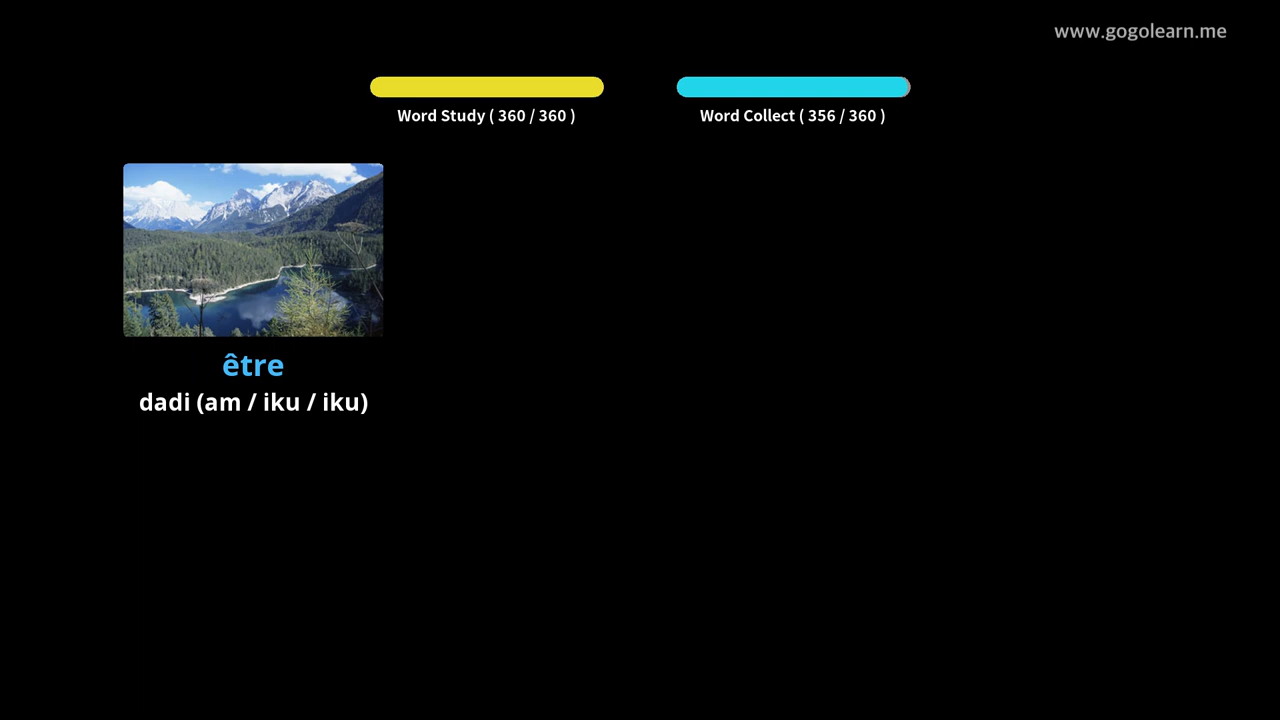 www.gogolearn.me
Word Study ( 360 / 360 )
Word Collect ( 356 / 360 )
être
dadi (am / iku / iku)